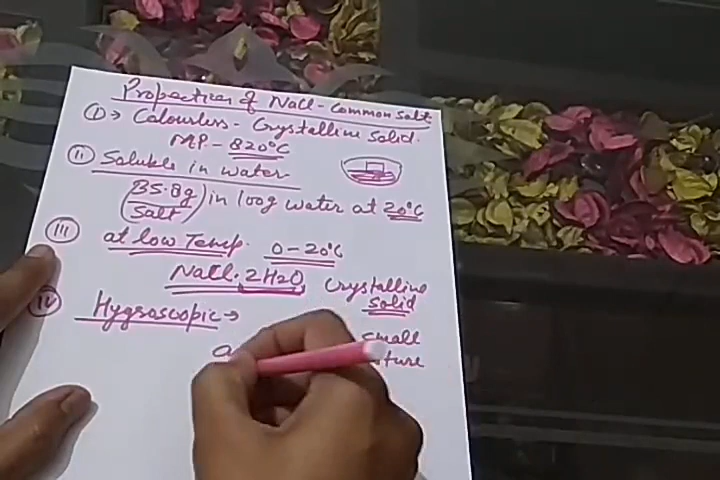 Properties of NaCl - Common Salt.
(I) → Colourless - Crystalline Solid.
MP - 820°C
(II) Soluble in water
(35.8g Salt) in 100g water at 20°C
(III) at low Temp. 0 - 20°C
NaCl. 2H2O Crystalline Solid
(IV) Hygroscopic →
small